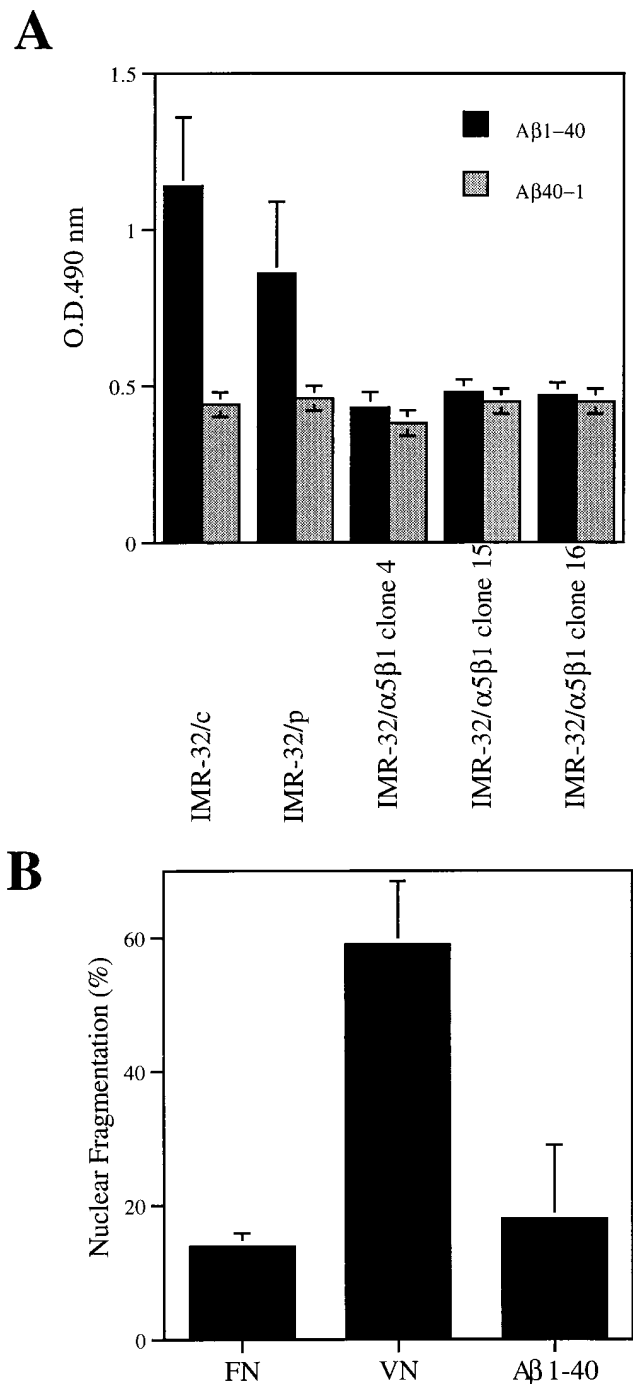 A
1.5
1
0.5
0
O.D.490 nm
Aβ1-40
Aβ40-1
IMR-32/c
IMR-32/p
IMR-32/α5β1 clone 4
IMR-32/α5β1 clone 15
IMR-32/α5β1 clone 16
B
60
40
20
0
Nuclear Fragmentation (%)
FN
VN
Aβ1-40